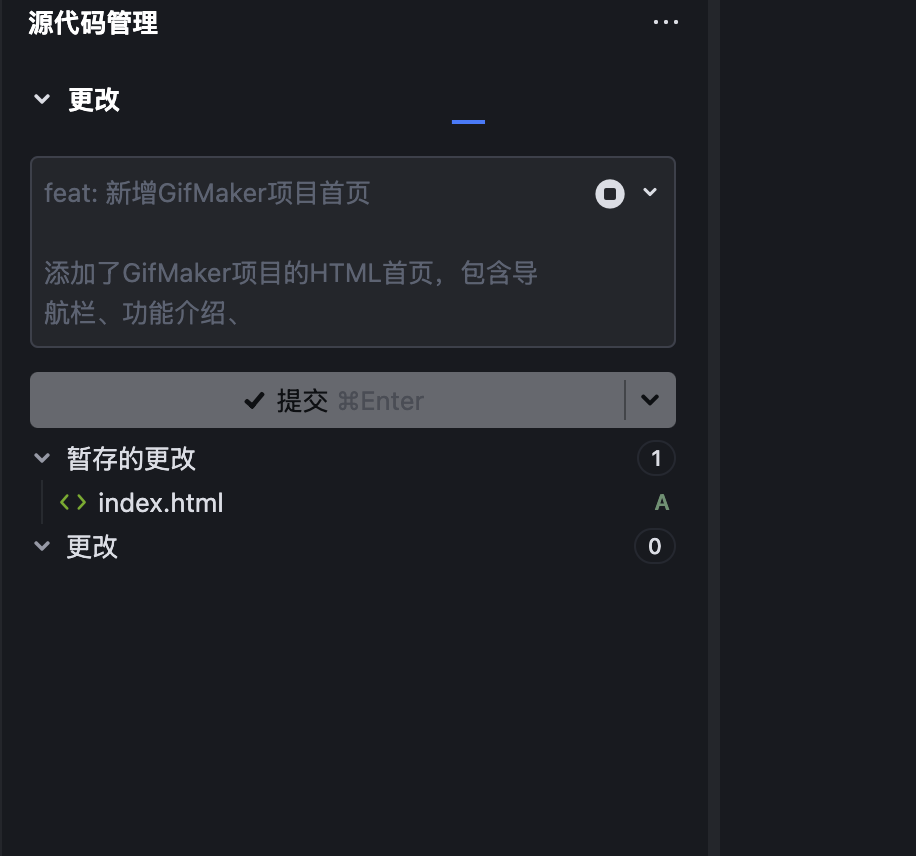 源代码管理
更改
feat: 新增GifMaker项目首页
添加了GifMaker项目的HTML首页，包含导
航栏、功能介绍、
提交 ⌘Enter
暂存的更改 1
index.html A
更改 0